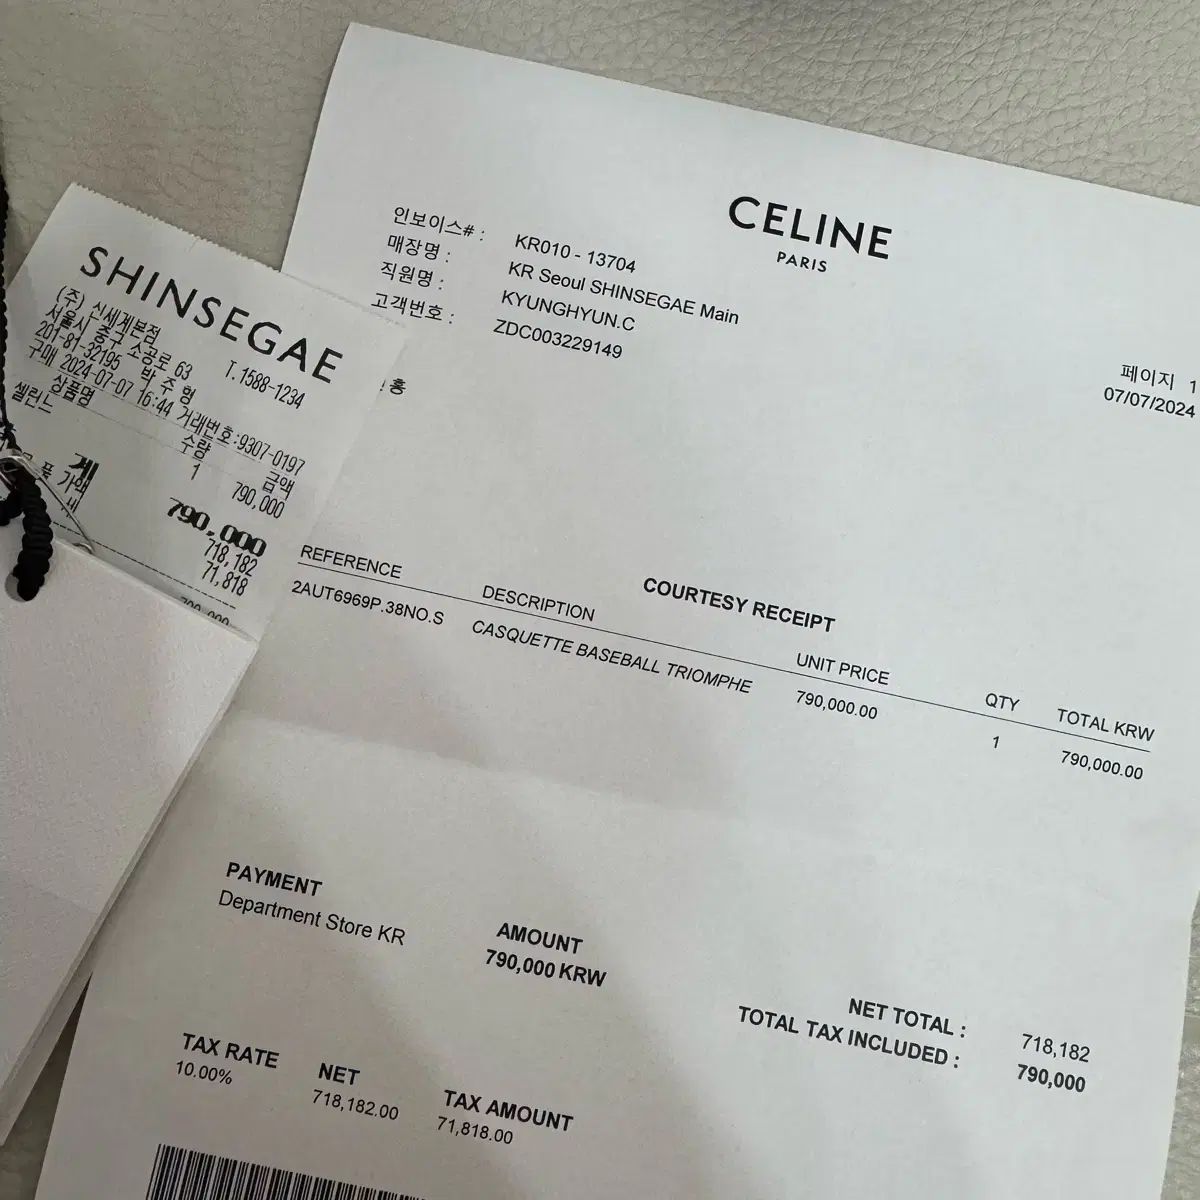 SHINSEGAE
(주) 신세계본점 T.1588-1234
서울시 중구 소공로 63
201-81-32195 박 주 형
구매 2024-07-07 16:44 거래번호:9307-0197
상품명 수량 금액
셀린느 1 790,000
계 790,000
가액 718,182
세 71,818
CELINE
PARIS
인보이스# : KR010 - 13704
매장명 : KR Seoul SHINSEGAE Main
직원명 : KYUNGHYUN.C
고객번호 : ZDC003229149
홍
페이지 1
07/07/2024
COURTESY RECEIPT
REFERENCE DESCRIPTION UNIT PRICE QTY TOTAL KRW
2AUT6969P.38NO.S CASQUETTE BASEBALL TRIOMPHE 790,000.00 1 790,000.00
PAYMENT AMOUNT
Department Store KR 790,000 KRW
NET TOTAL : 718,182
TOTAL TAX INCLUDED : 790,000
TAX RATE NET TAX AMOUNT
10.00% 718,182.00 71,818.00